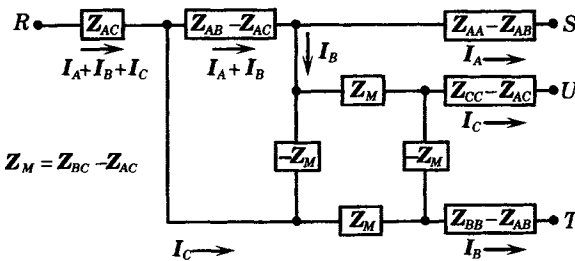 R Z_AC Z_AB – Z_AC Z_AA – Z_AB S
I_A + I_B + I_C I_A + I_B I_B I_A
Z_M Z_CC – Z_AC U
I_C
Z_M = Z_BC – Z_AC –Z_M –Z_M
Z_M Z_BB – Z_AB T
I_C I_B